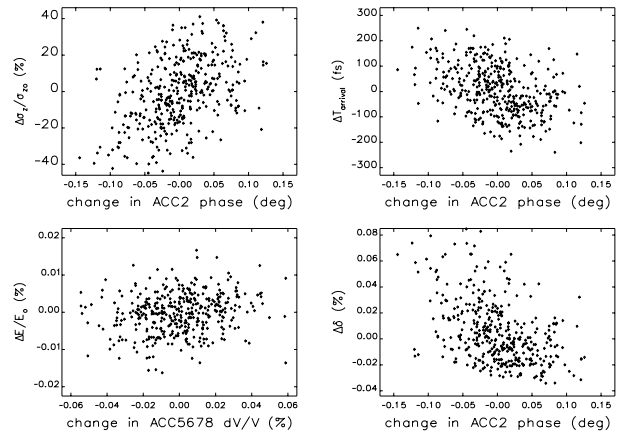 40
20
0
-20
-40
Δσz/σzo (%)
-0.15 -0.10 -0.05 -0.00 0.05 0.10 0.15
change in ACC2 phase (deg)
300
200
100
0
-100
-200
-300
ΔTarrival (fs)
-0.15 -0.10 -0.05 -0.00 0.05 0.10 0.15
change in ACC2 phase (deg)
0.02
0.01
0.00
-0.01
-0.02
ΔE/Eo (%)
-0.06 -0.04 -0.02 0.00 0.02 0.04 0.06
change in ACC5678 dV/V (%)
0.08
0.06
0.04
0.02
0.00
-0.02
-0.04
Δδ (%)
-0.15 -0.10 -0.05 -0.00 0.05 0.10 0.15
change in ACC2 phase (deg)